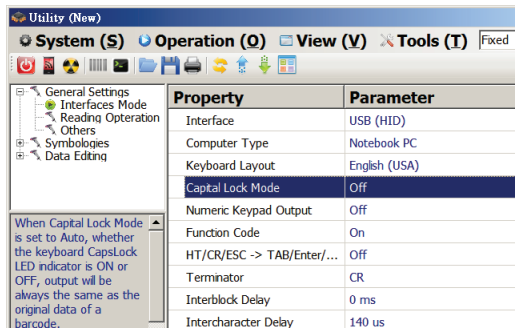 Utility (New)
System (S) Operation (O) View (V) Tools (T) Fixed
General Settings
Interfaces Mode
Reading Opteration
Others
Symbologies
Data Editing
When Capital Lock Mode
is set to Auto, whether
the keyboard CapsLock
LED indicator is ON or
OFF, output will be
always the same as the
original data of a
barcode.
Property Parameter
Interface USB (HID)
Computer Type Notebook PC
Keyboard Layout English (USA)
Capital Lock Mode Off
Numeric Keypad Output Off
Function Code On
HT/CR/ESC -> TAB/Enter/... Off
Terminator CR
Interblock Delay 0 ms
Intercharacter Delay 140 us